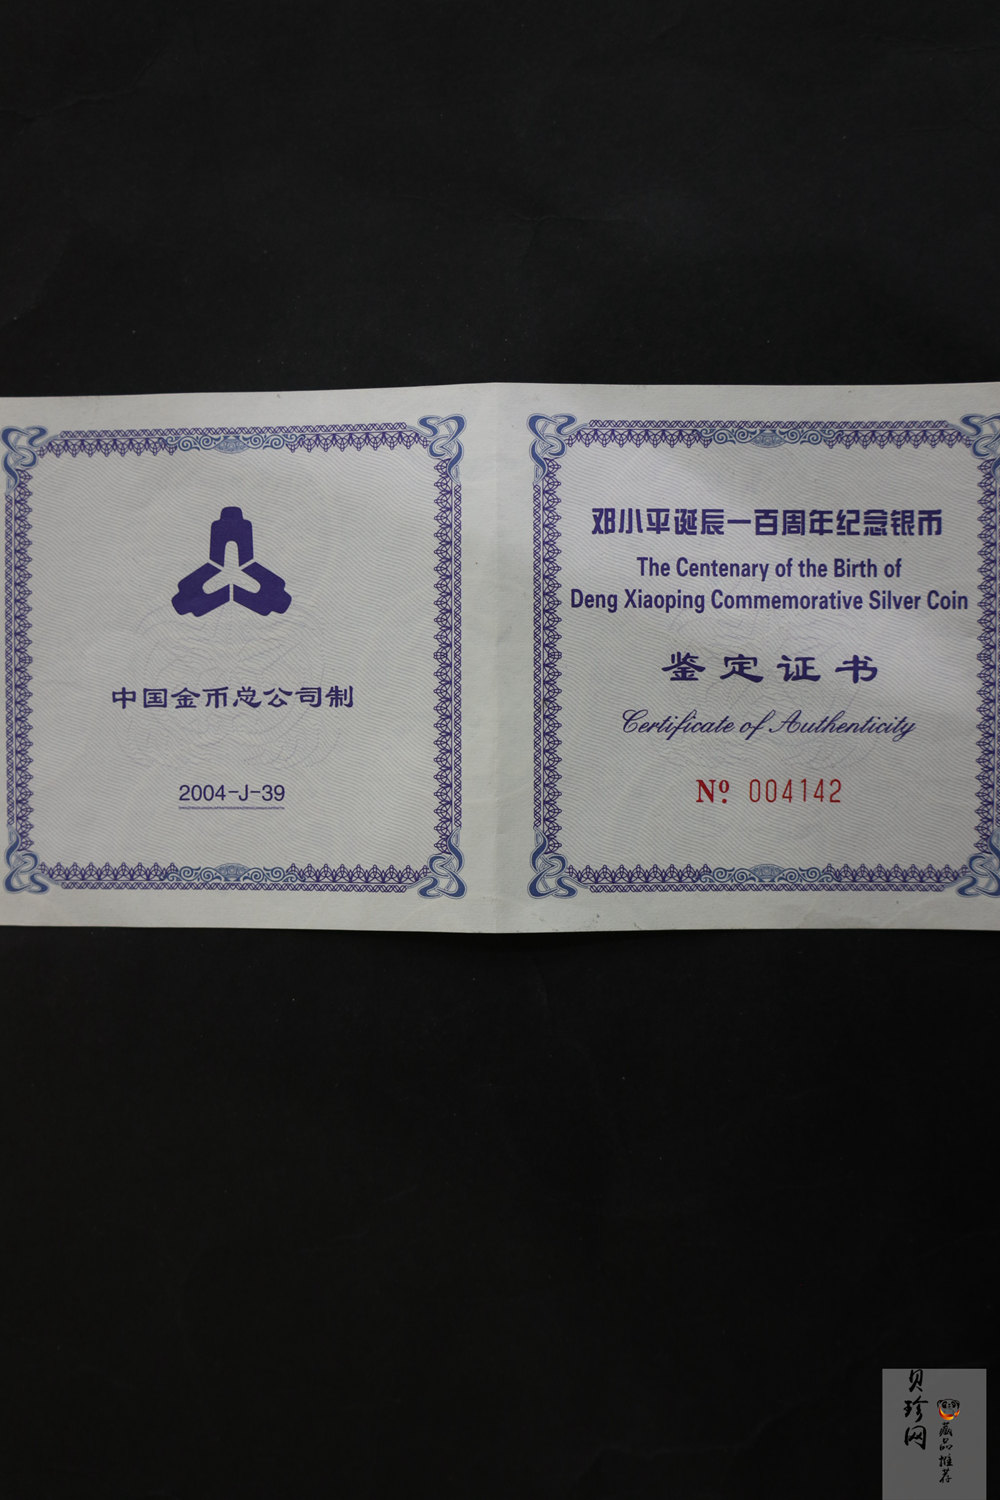 中国金币总公司制
2004-J-39
邓小平诞辰一百周年纪念银币
The Centenary of the Birth of
Deng Xiaoping Commemorative Silver Coin
鉴定证书
Certificate of Authenticity
Nº 004142
贝珍网
藏品推荐